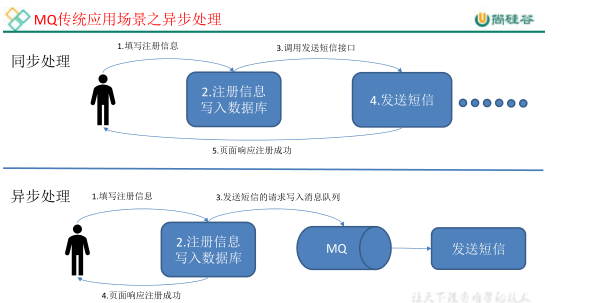 MQ传统应用场景之异步处理
尚硅谷
同步处理
1.填写注册信息
3.调用发送短信接口
2.注册信息
写入数据库
4.发送短信
5.页面响应注册成功
异步处理
1.填写注册信息
3.发送短信的请求写入消息队列
2.注册信息
写入数据库
MQ
发送短信
4.页面响应注册成功
让天下没有难学的技术